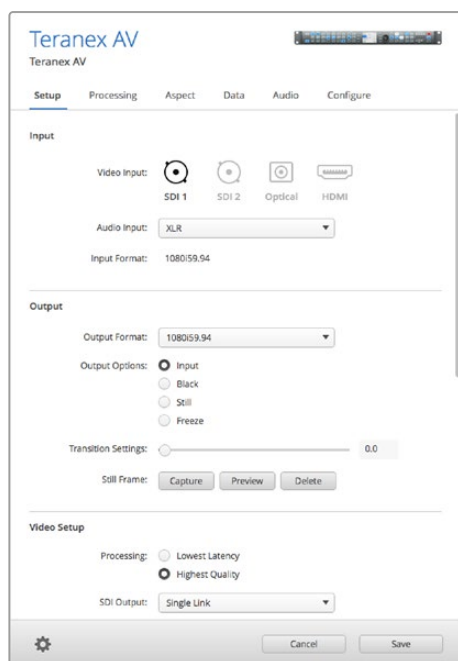 Teranex AV
Teranex AV
Setup Processing Aspect Data Audio Configure
Input
Video Input:
SDI 1 SDI 2 Optical HDMI
Audio Input: XLR
Input Format: 1080i59.94
Output
Output Format: 1080i59.94
Output Options: Input
Black
Still
Freeze
Transition Settings: 0.0
Still Frame: Capture Preview Delete
Video Setup
Processing: Lowest Latency
Highest Quality
SDI Output: Single Link
Cancel Save